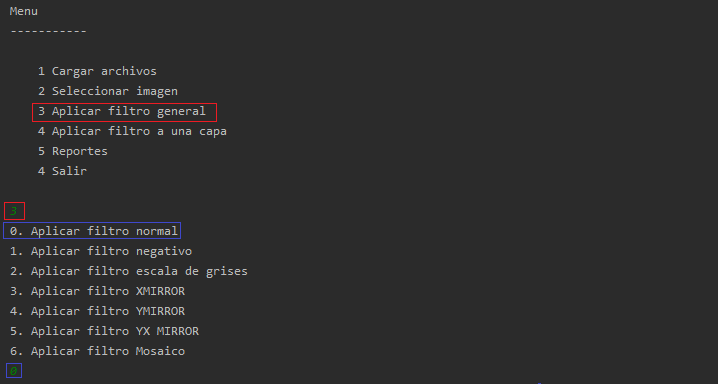 Menu
-----------
1 Cargar archivos
2 Seleccionar imagen
3 Aplicar filtro general
4 Aplicar filtro a una capa
5 Reportes
4 Salir
3
0. Aplicar filtro normal
1. Aplicar filtro negativo
2. Aplicar filtro escala de grises
3. Aplicar filtro XMIRROR
4. Aplicar filtro YMIRROR
5. Aplicar filtro YX MIRROR
6. Aplicar filtro Mosaico
0